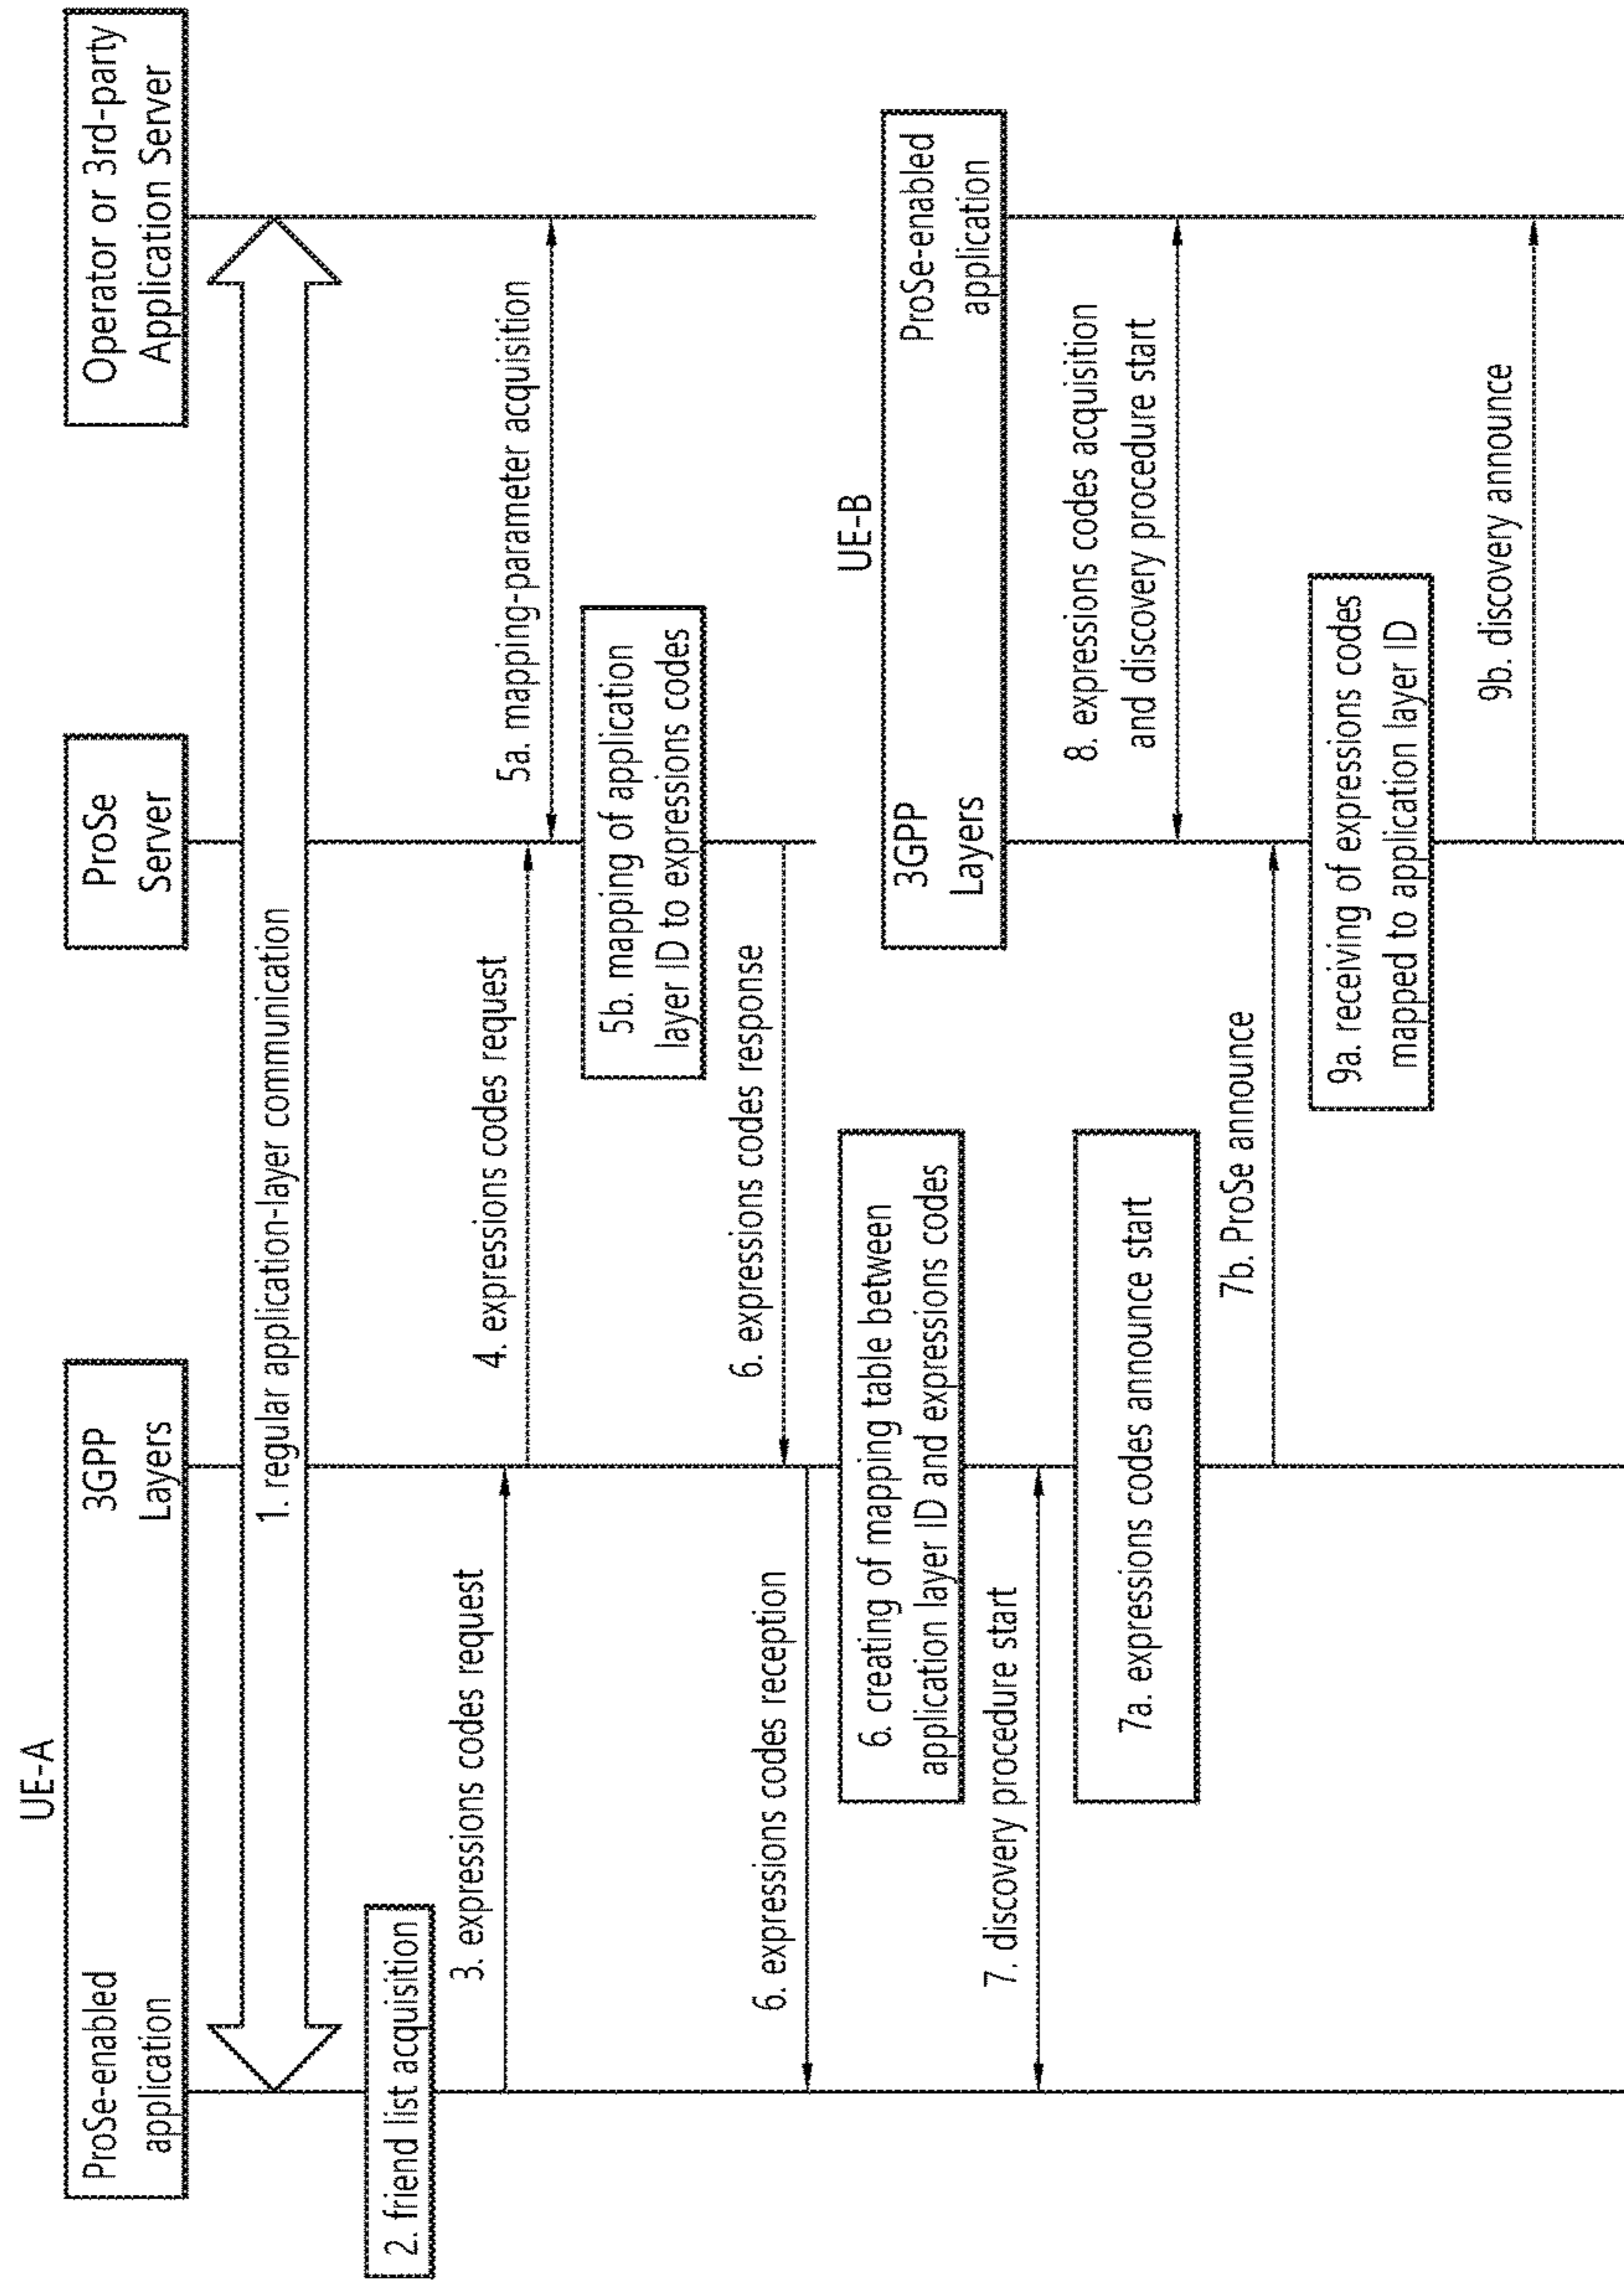 UE-A
ProSe-enabled
application
3GPP
Layers
ProSe
Server
Operator or 3rd-party
Application Server
1. regular application-layer communication
2. friend list acquisition
3. expressions codes request
4. expressions codes request
5a. mapping-parameter acquisition
5b. mapping of application
layer ID to expressions codes
6. expressions codes response
6. expressions codes reception
6. creating of mapping table between
application layer ID and expressions codes
UE-B
3GPP
Layers
ProSe-enabled
application
7. discovery procedure start
7a. expressions codes announce start
8. expressions codes acquisition
and discovery procedure start
7b. ProSe announce
9a. receiving of expressions codes
mapped to application layer ID
9b. discovery announce